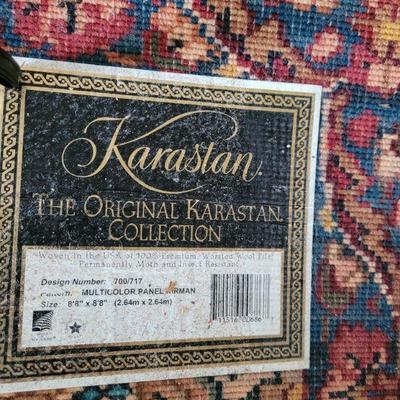 Karastan
THE ORIGINAL KARASTAN
COLLECTION
Woven in the USA of 100% Premium Worsted Wool Pile
Permanently Moth and Insect Resistant
Design Number: 700/717
Pattern: MULTICOLOR PANEL KIRMAN
Size: 8'8" x 8'8" (2.64m x 2.64m)